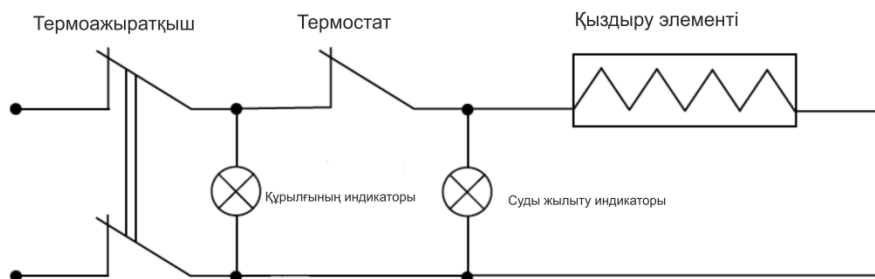 Термоажыратқыш
Термостат
Қыздыру элементі
Құрылғының индикаторы
Суды жылыту индикаторы